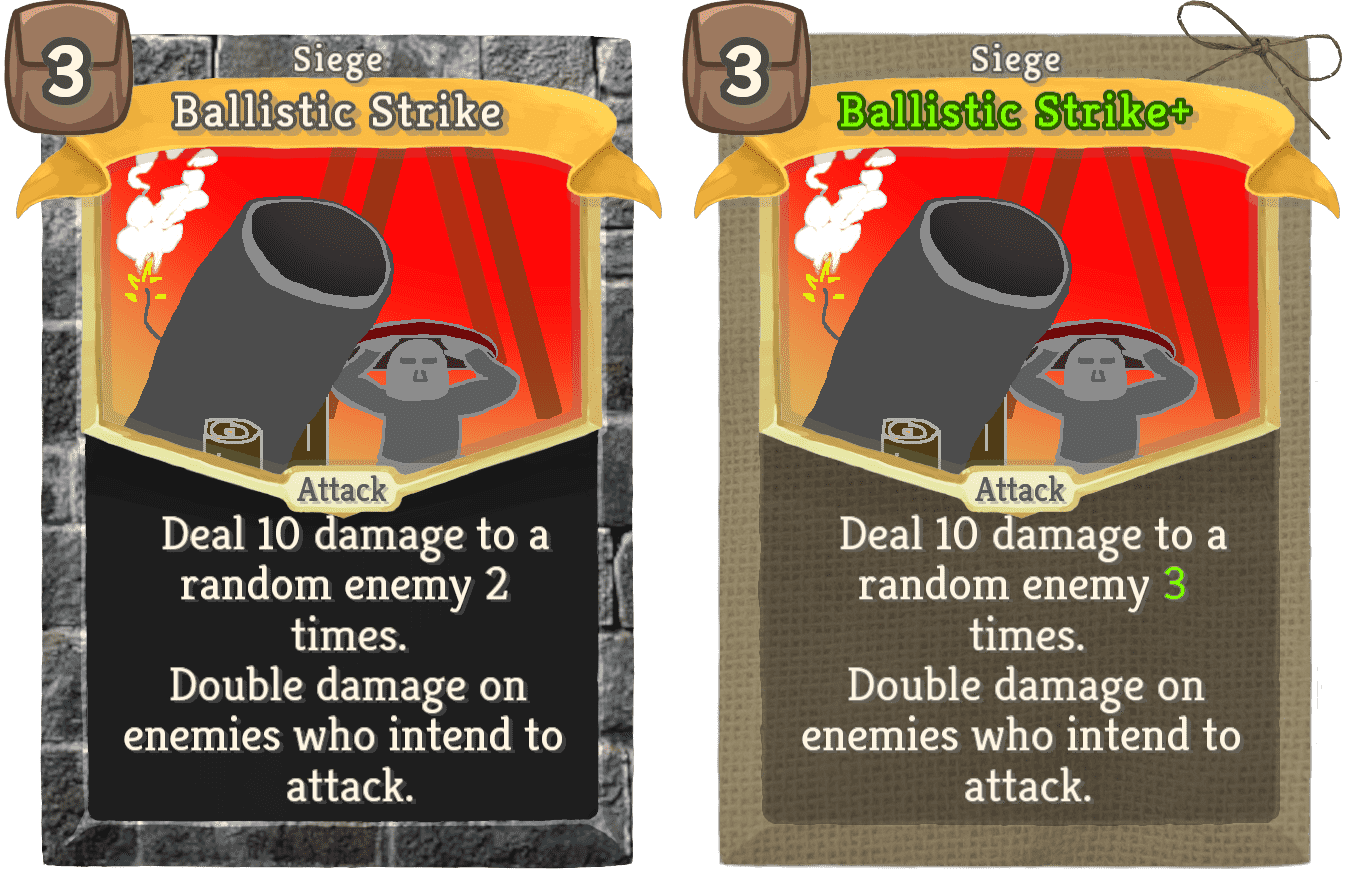 3
Siege
Ballistic Strike
Attack
Deal 10 damage to a
random enemy 2
times.
Double damage on
enemies who intend to
attack.
3
Siege
Ballistic Strike+
Attack
Deal 10 damage to a
random enemy 3
times.
Double damage on
enemies who intend to
attack.